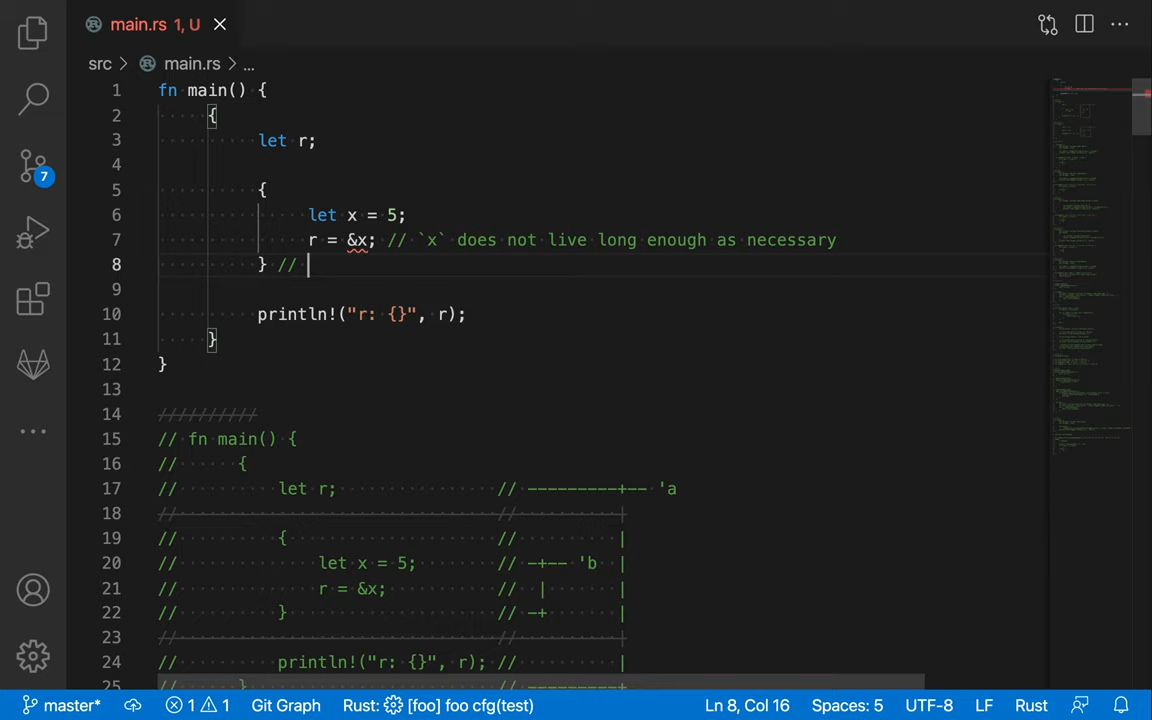 main.rs 1, U
src > main.rs > ...
1 fn main() {
2 {
3 let r;
4
5 {
6 let x = 5;
7 r = &x; // `x` does not live long enough as necessary
8 } //
9
10 println!("r: {}", r);
11 }
12 }
13
14 //////////
15 // fn main() {
16 // {
17 // let r; // ---------+-- 'a
18 // // |
19 // { // |
20 // let x = 5; // -+-- 'b |
21 // r = &x; // | |
22 // } // -+ |
23 // // |
24 // println!("r: {}", r); // |
25 // } // ---------+
7
master* 1 1 Git Graph Rust: [foo] foo cfg(test) Ln 8, Col 16 Spaces: 5 UTF-8 LF Rust